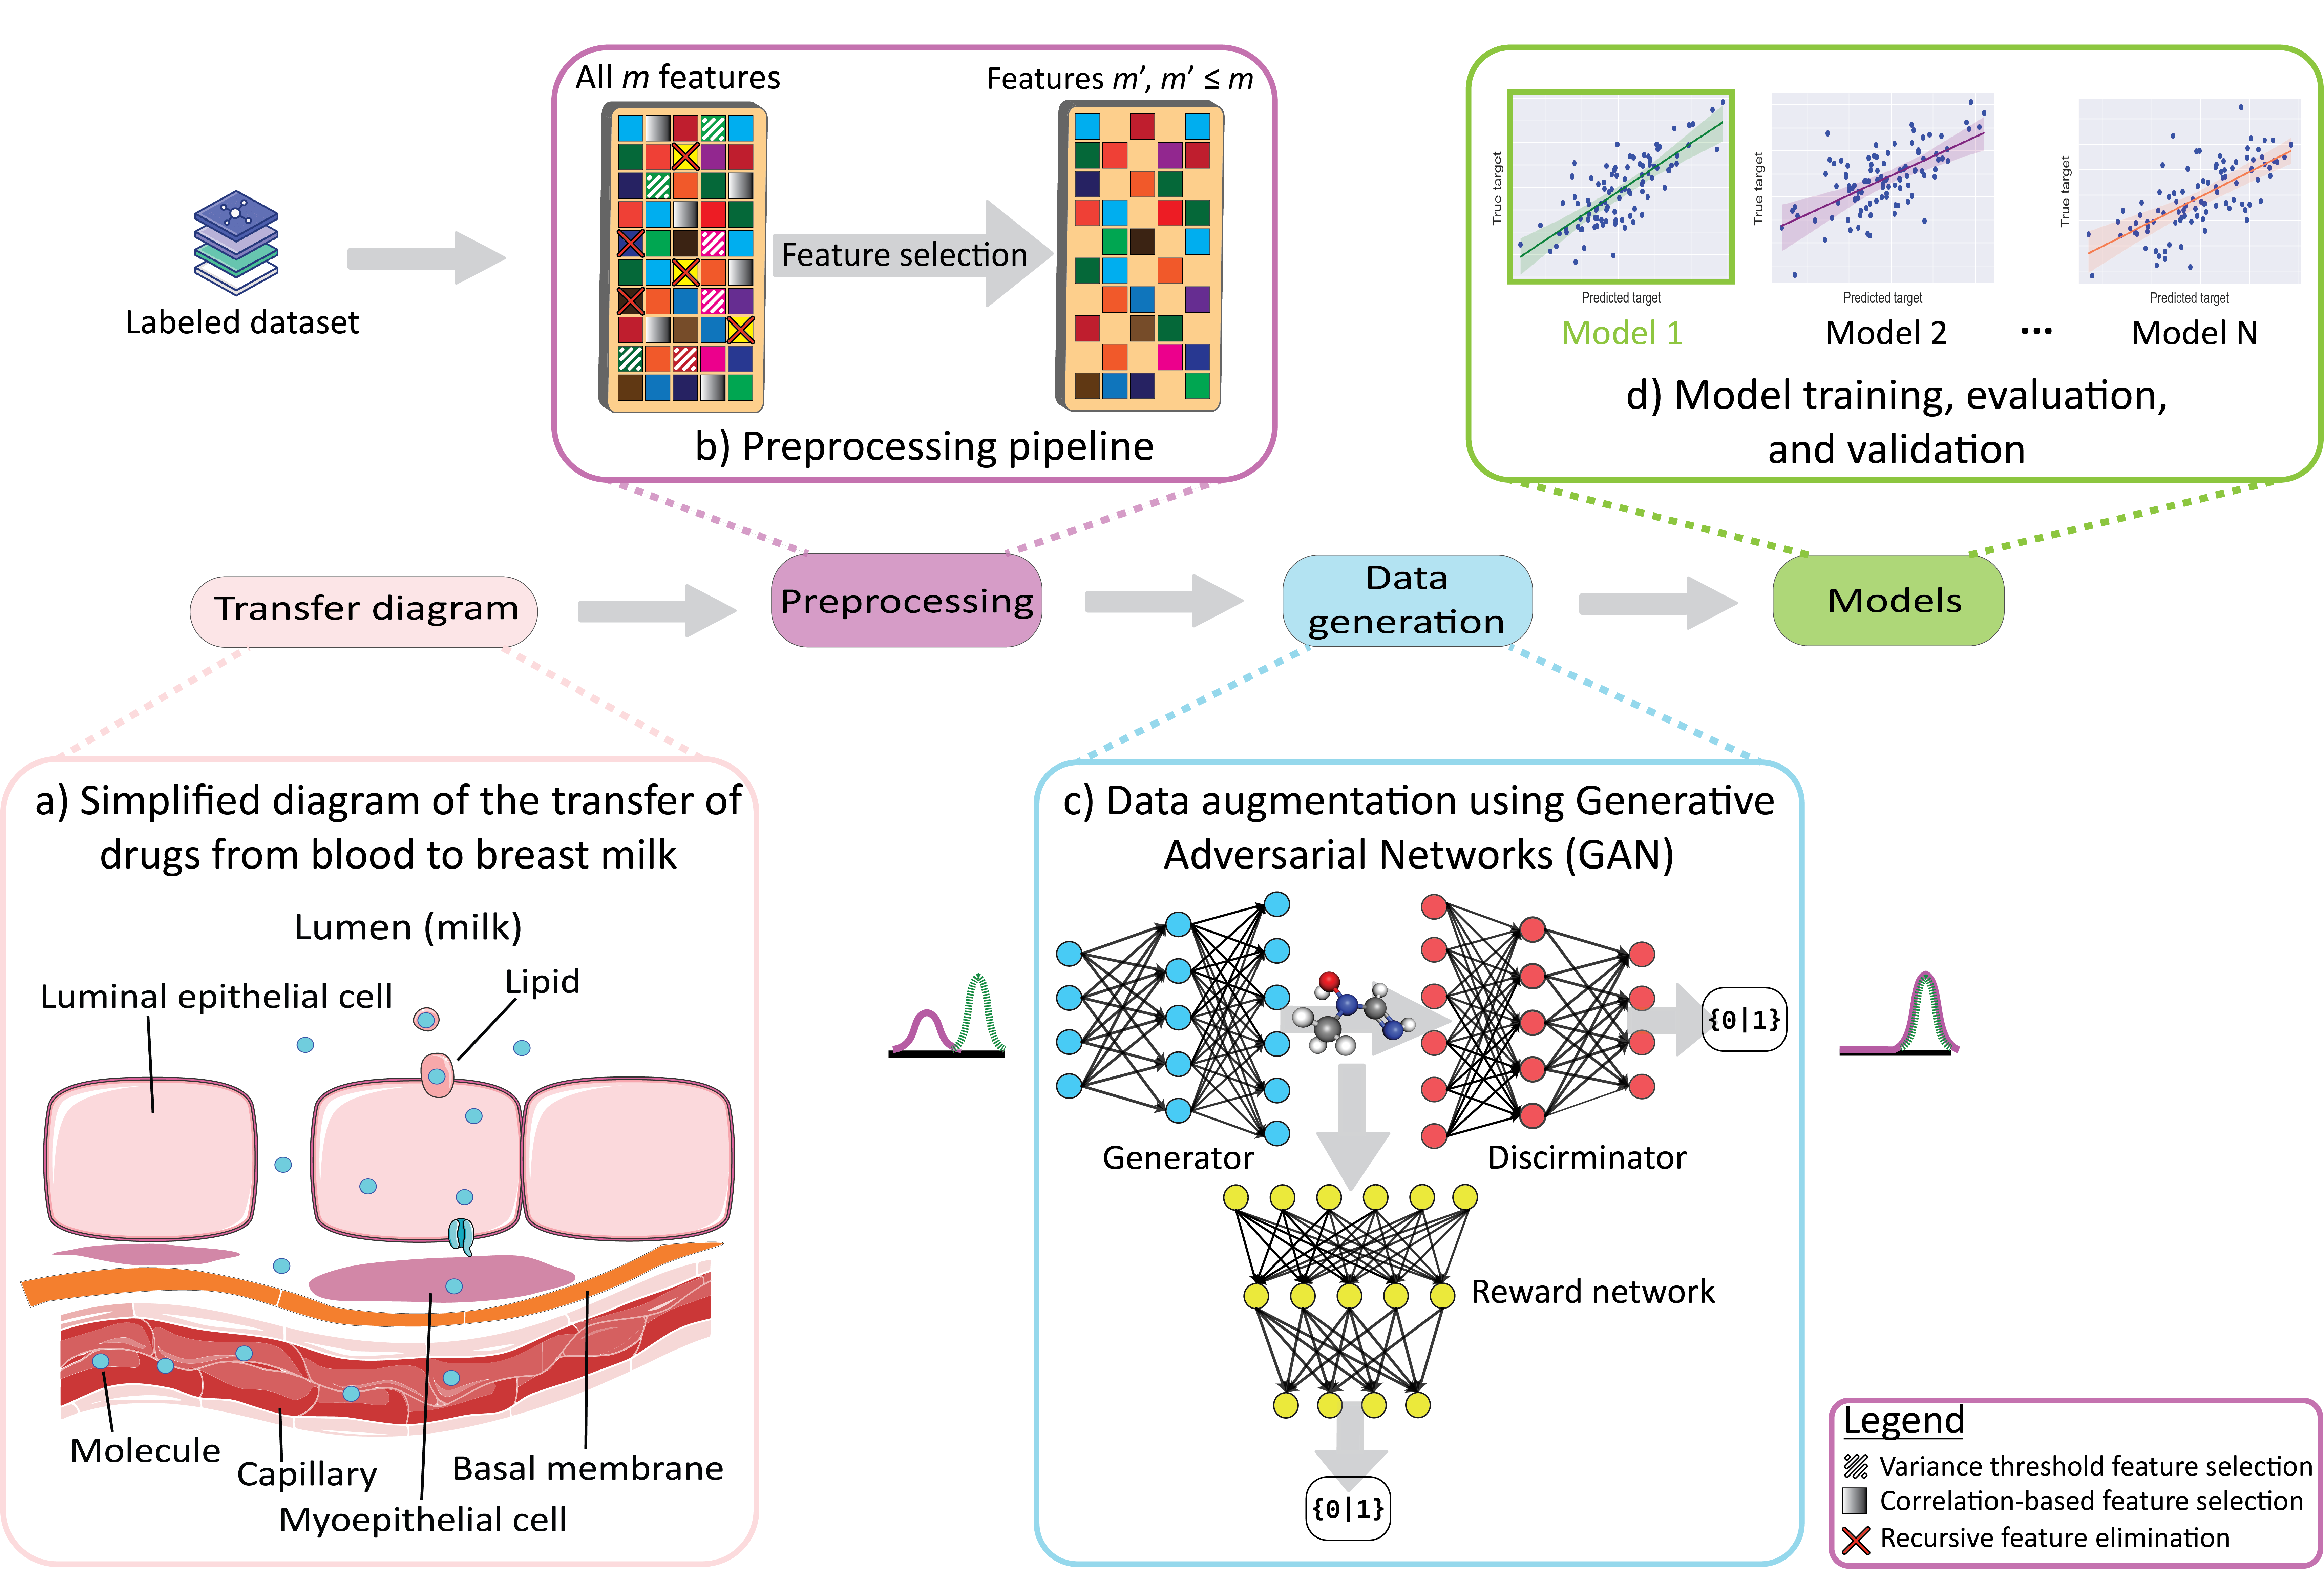 All m features
Features m’, m’ ≤ m
Feature selection
Labeled dataset
b) Preprocessing pipeline
True target
Predicted target
Model 1
True target
Predicted target
Model 2
...
True target
Predicted target
Model N
d) Model training, evaluation,
and validation
Transfer diagram
Preprocessing
Data
generation
Models
a) Simplified diagram of the transfer of
drugs from blood to breast milk
Lumen (milk)
Luminal epithelial cell
Lipid
Molecule
Capillary
Basal membrane
Myoepithelial cell
c) Data augmentation using Generative
Adversarial Networks (GAN)
{0|1}
Generator
Discirminator
Reward network
{0|1}
Legend
Variance threshold feature selection
Correlation-based feature selection
Recursive feature elimination